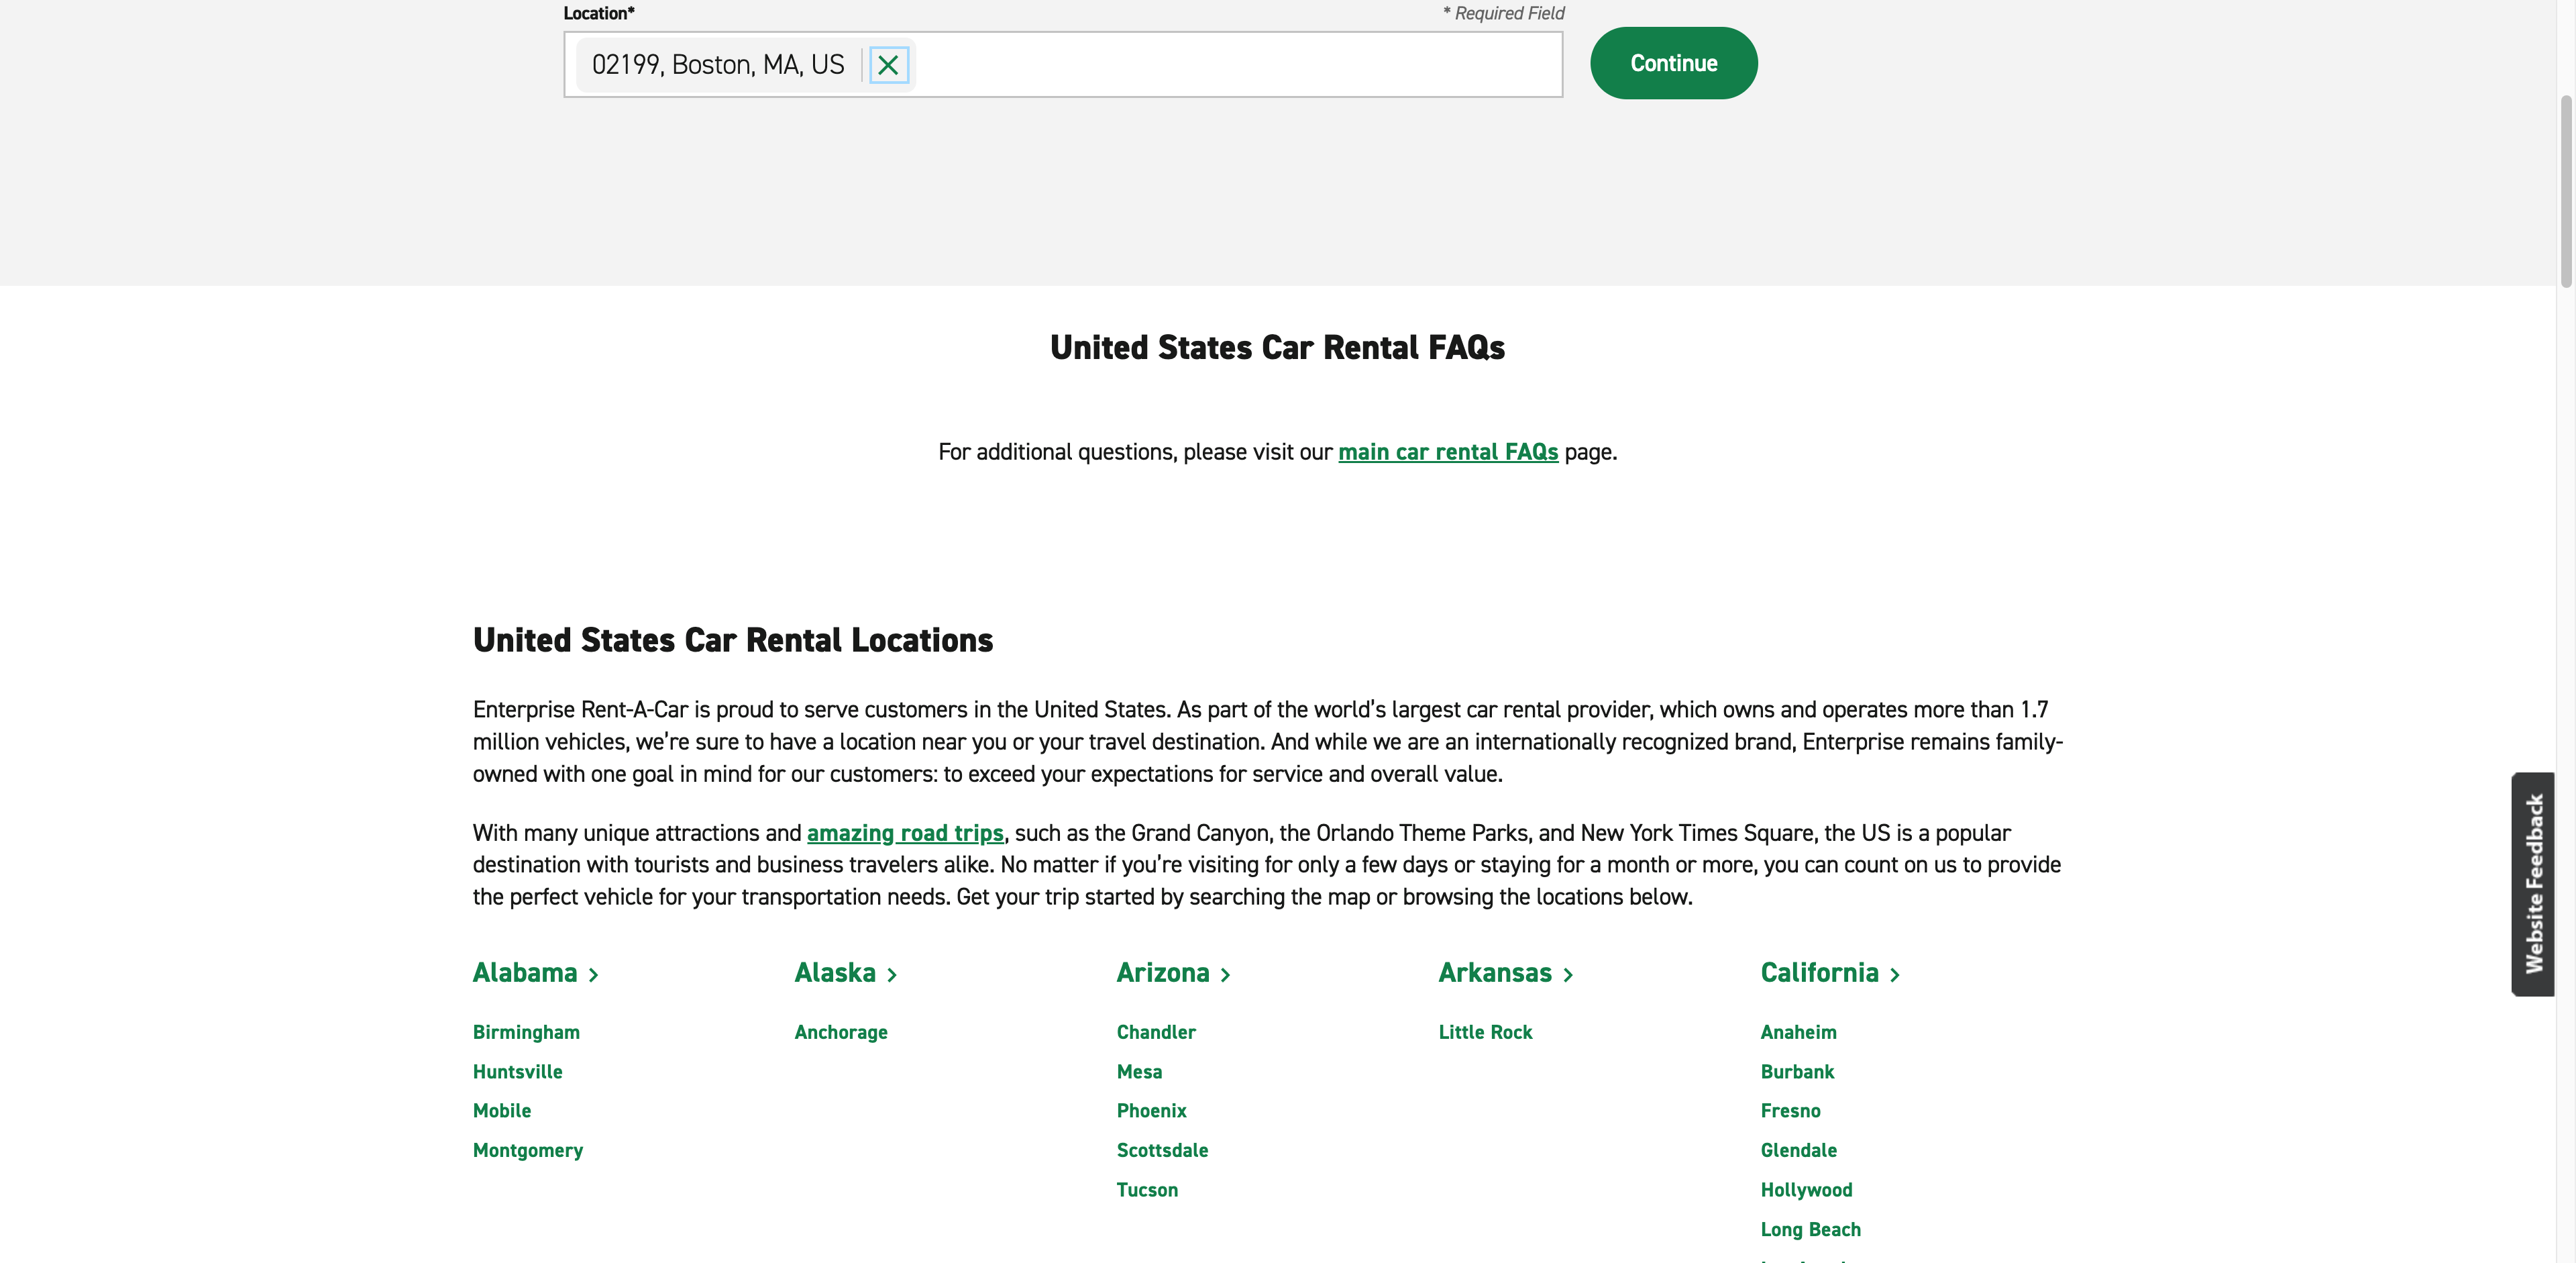 Location*
* Required Field
02199, Boston, MA, US
Continue
United States Car Rental FAQs
For additional questions, please visit our main car rental FAQs page.
United States Car Rental Locations
Enterprise Rent-A-Car is proud to serve customers in the United States. As part of the world’s largest car rental provider, which owns and operates more than 1.7
million vehicles, we’re sure to have a location near you or your travel destination. And while we are an internationally recognized brand, Enterprise remains family-
owned with one goal in mind for our customers: to exceed your expectations for service and overall value.
With many unique attractions and amazing road trips, such as the Grand Canyon, the Orlando Theme Parks, and New York Times Square, the US is a popular
destination with tourists and business travelers alike. No matter if you’re visiting for only a few days or staying for a month or more, you can count on us to provide
the perfect vehicle for your transportation needs. Get your trip started by searching the map or browsing the locations below.
Alabama
Birmingham
Huntsville
Mobile
Montgomery
Alaska
Anchorage
Arizona
Chandler
Mesa
Phoenix
Scottsdale
Tucson
Arkansas
Little Rock
California
Anaheim
Burbank
Fresno
Glendale
Hollywood
Long Beach
Website Feedback